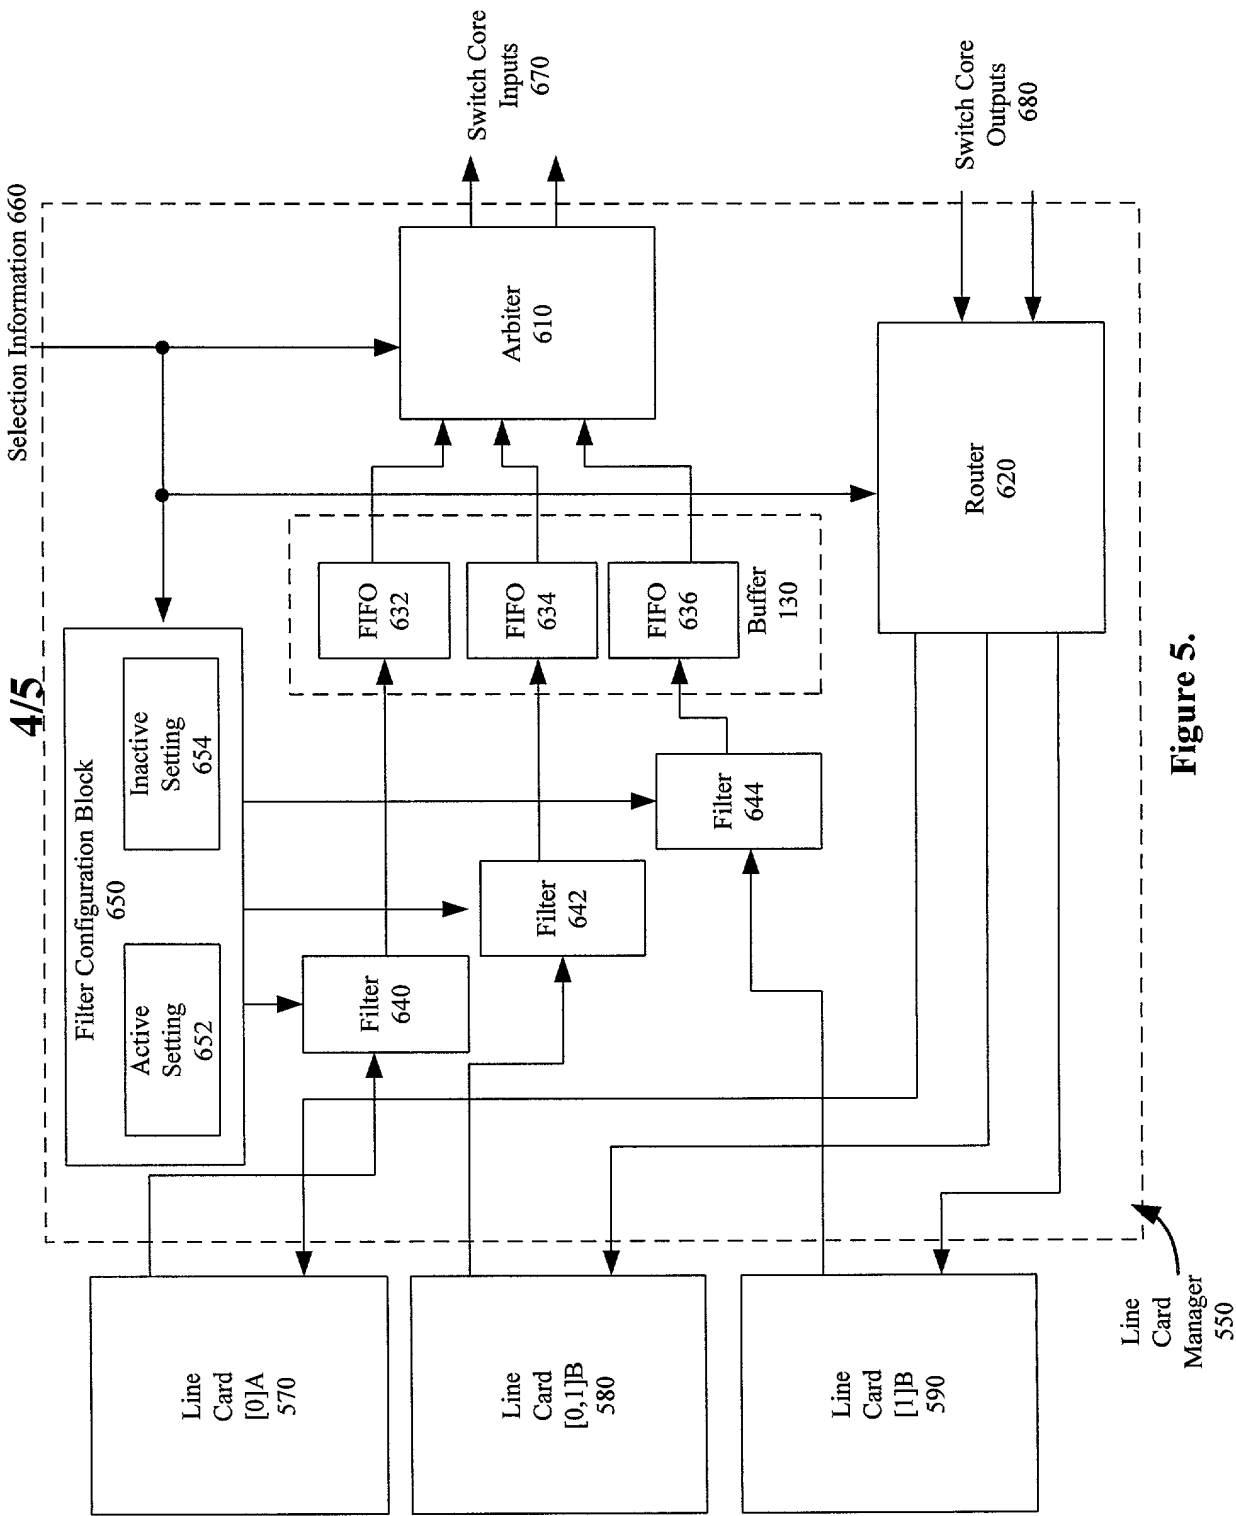 4/5
Selection Information 660
Filter Configuration Block
650
Active
Setting
652
Inactive
Setting
654
Line
Card
[0]A
570
Line
Card
[0,1]B
580
Line
Card
[1]B
590
Filter
640
Filter
642
Filter
644
FIFO
632
FIFO
634
FIFO
636
Buffer
130
Arbiter
610
Router
620
Switch Core
Inputs
670
Switch Core
Outputs
680
Line
Card
Manager
550
Figure 5.